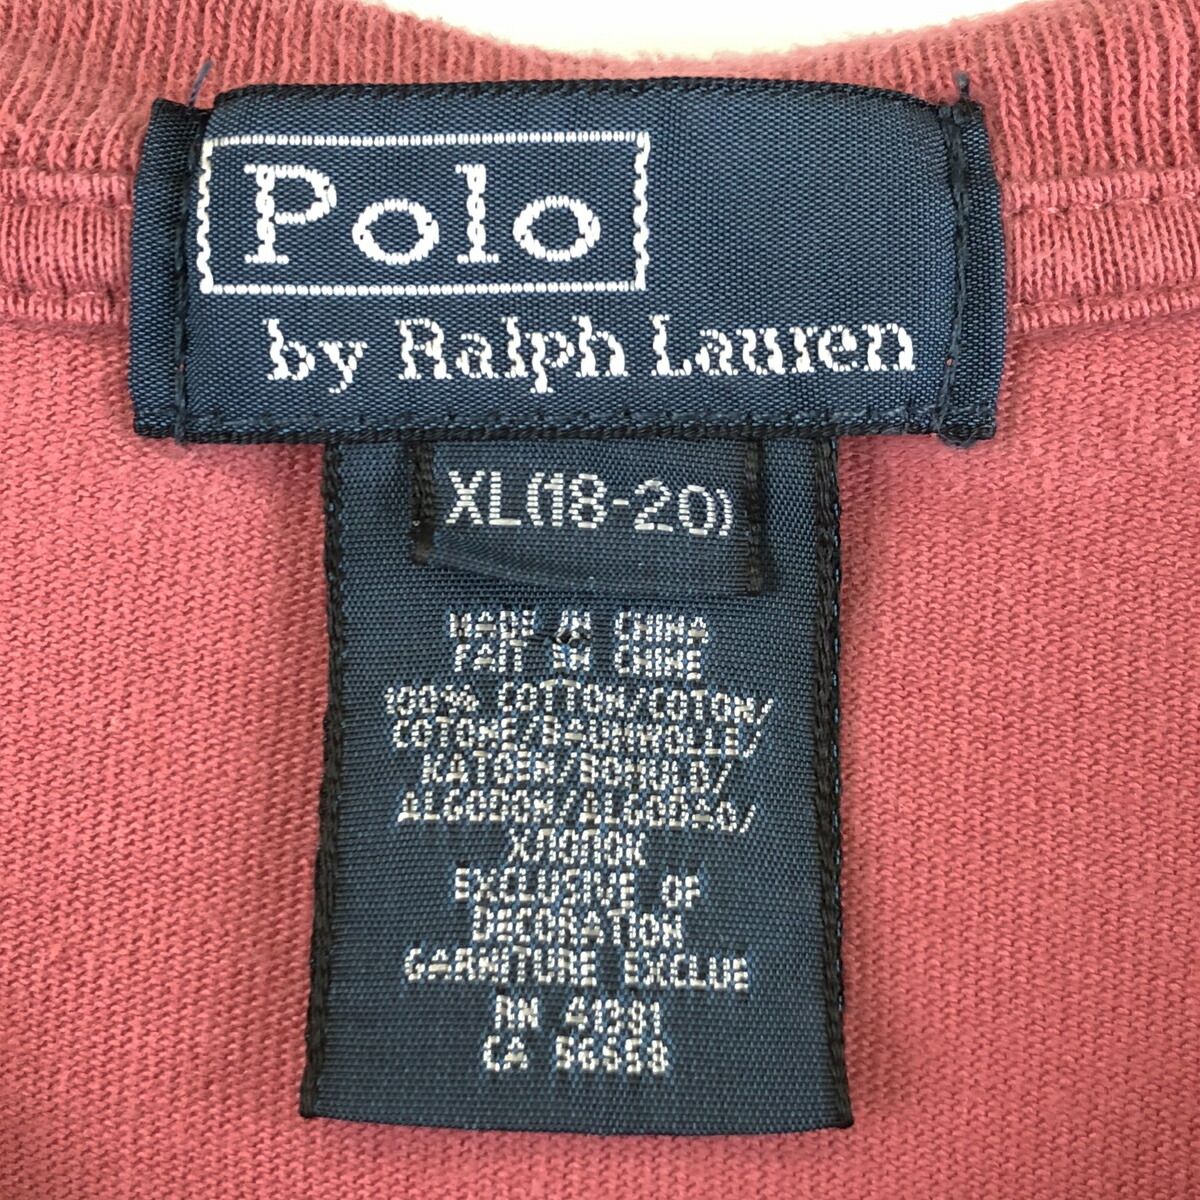 Polo
by Ralph Lauren
XL(18-20)
MADE IN CHINA
FAIT EN CHINE
100% COTTON/COTON/
COTONE/BAUMWOLLE/
KATOEN/BOMULD/
ALGODON/ALGODÃO/
ХЛОПОК
EXCLUSIVE OF
DECORATION
GARNITURE EXCLUE
RN 41381
CA